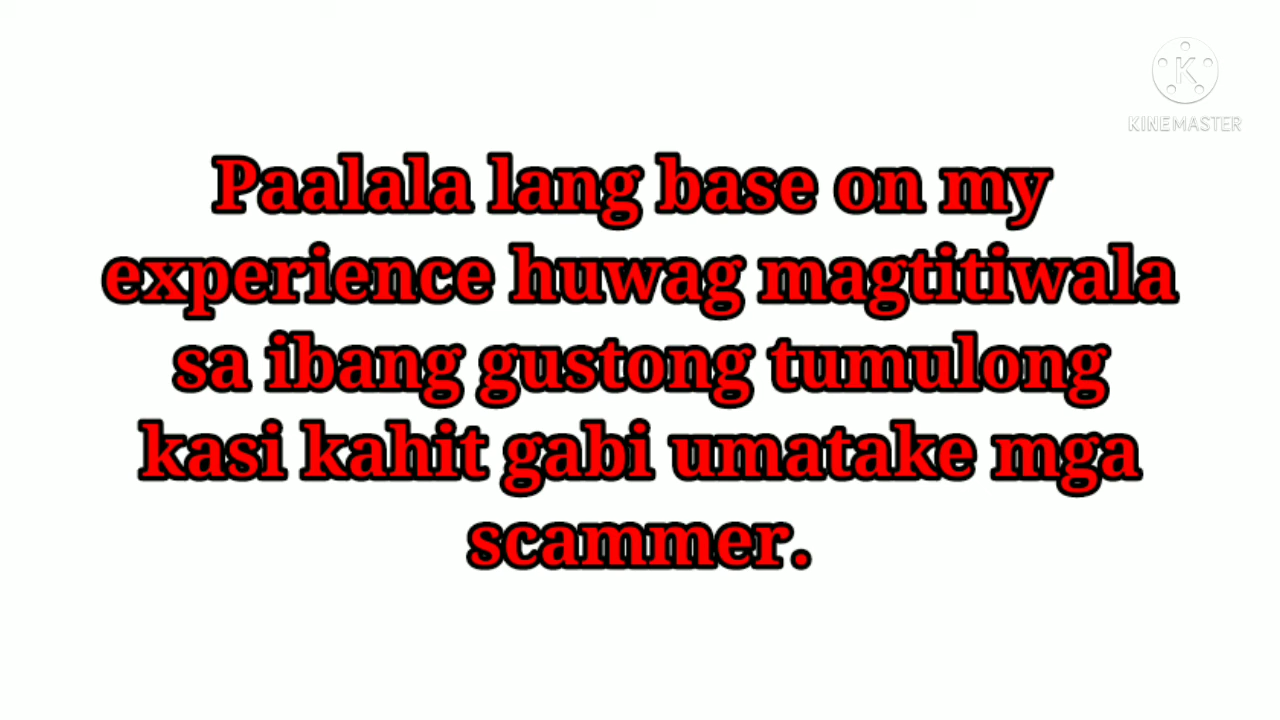 KINEMASTER
Paalala lang base on my
experience huwag magtitiwala
sa ibang gustong tumulong
kasi kahit gabi umatake mga
scammer.